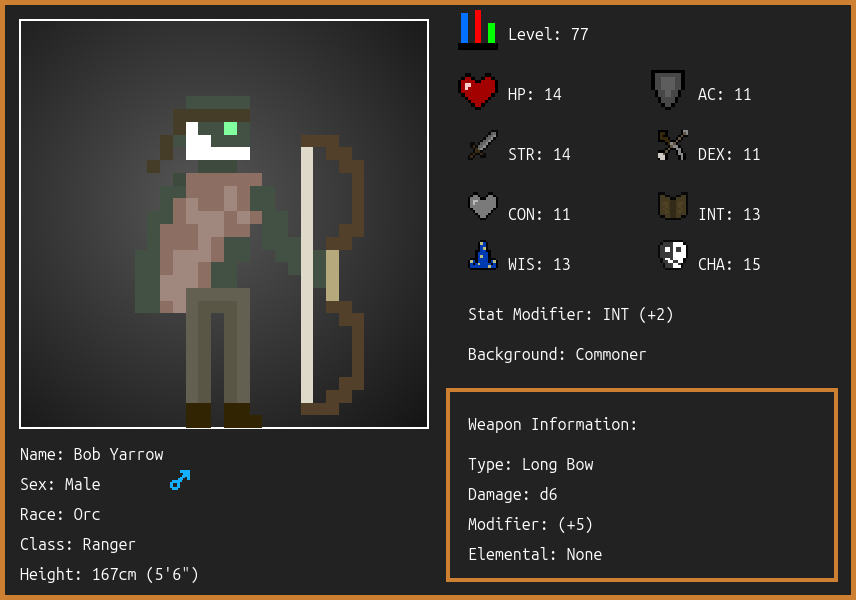 Level: 77
HP: 14
AC: 11
STR: 14
DEX: 11
CON: 11
INT: 13
WIS: 13
CHA: 15
Stat Modifier: INT (+2)
Background: Commoner
Weapon Information:
Type: Long Bow
Damage: d6
Modifier: (+5)
Elemental: None
Name: Bob Yarrow
Sex: Male
Race: Orc
Class: Ranger
Height: 167cm (5'6")